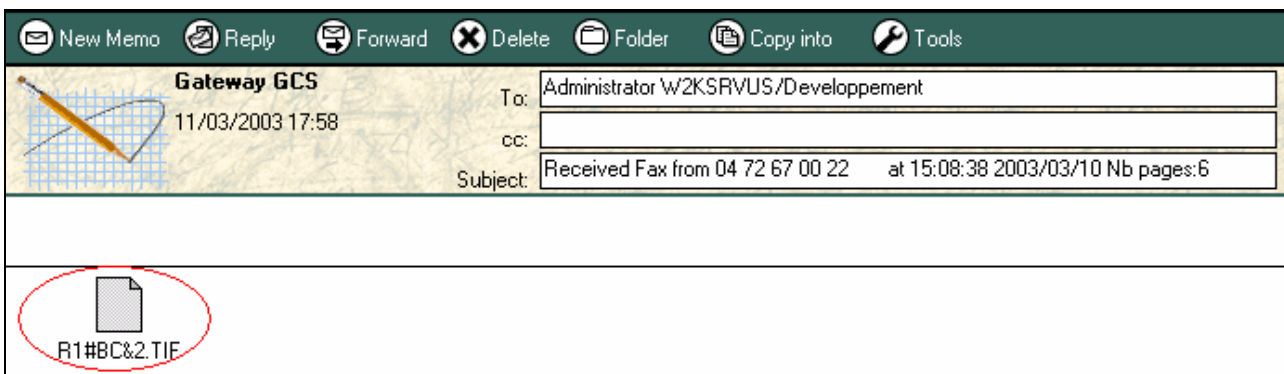 New Memo Reply Forward Delete Folder Copy into Tools
Gateway GCS
11/03/2003 17:58
To: Administrator W2KSRVUS/Developpement
cc:
Subject: Received Fax from 04 72 67 00 22 at 15:08:38 2003/03/10 Nb pages:6
R1#BC&2.TIF